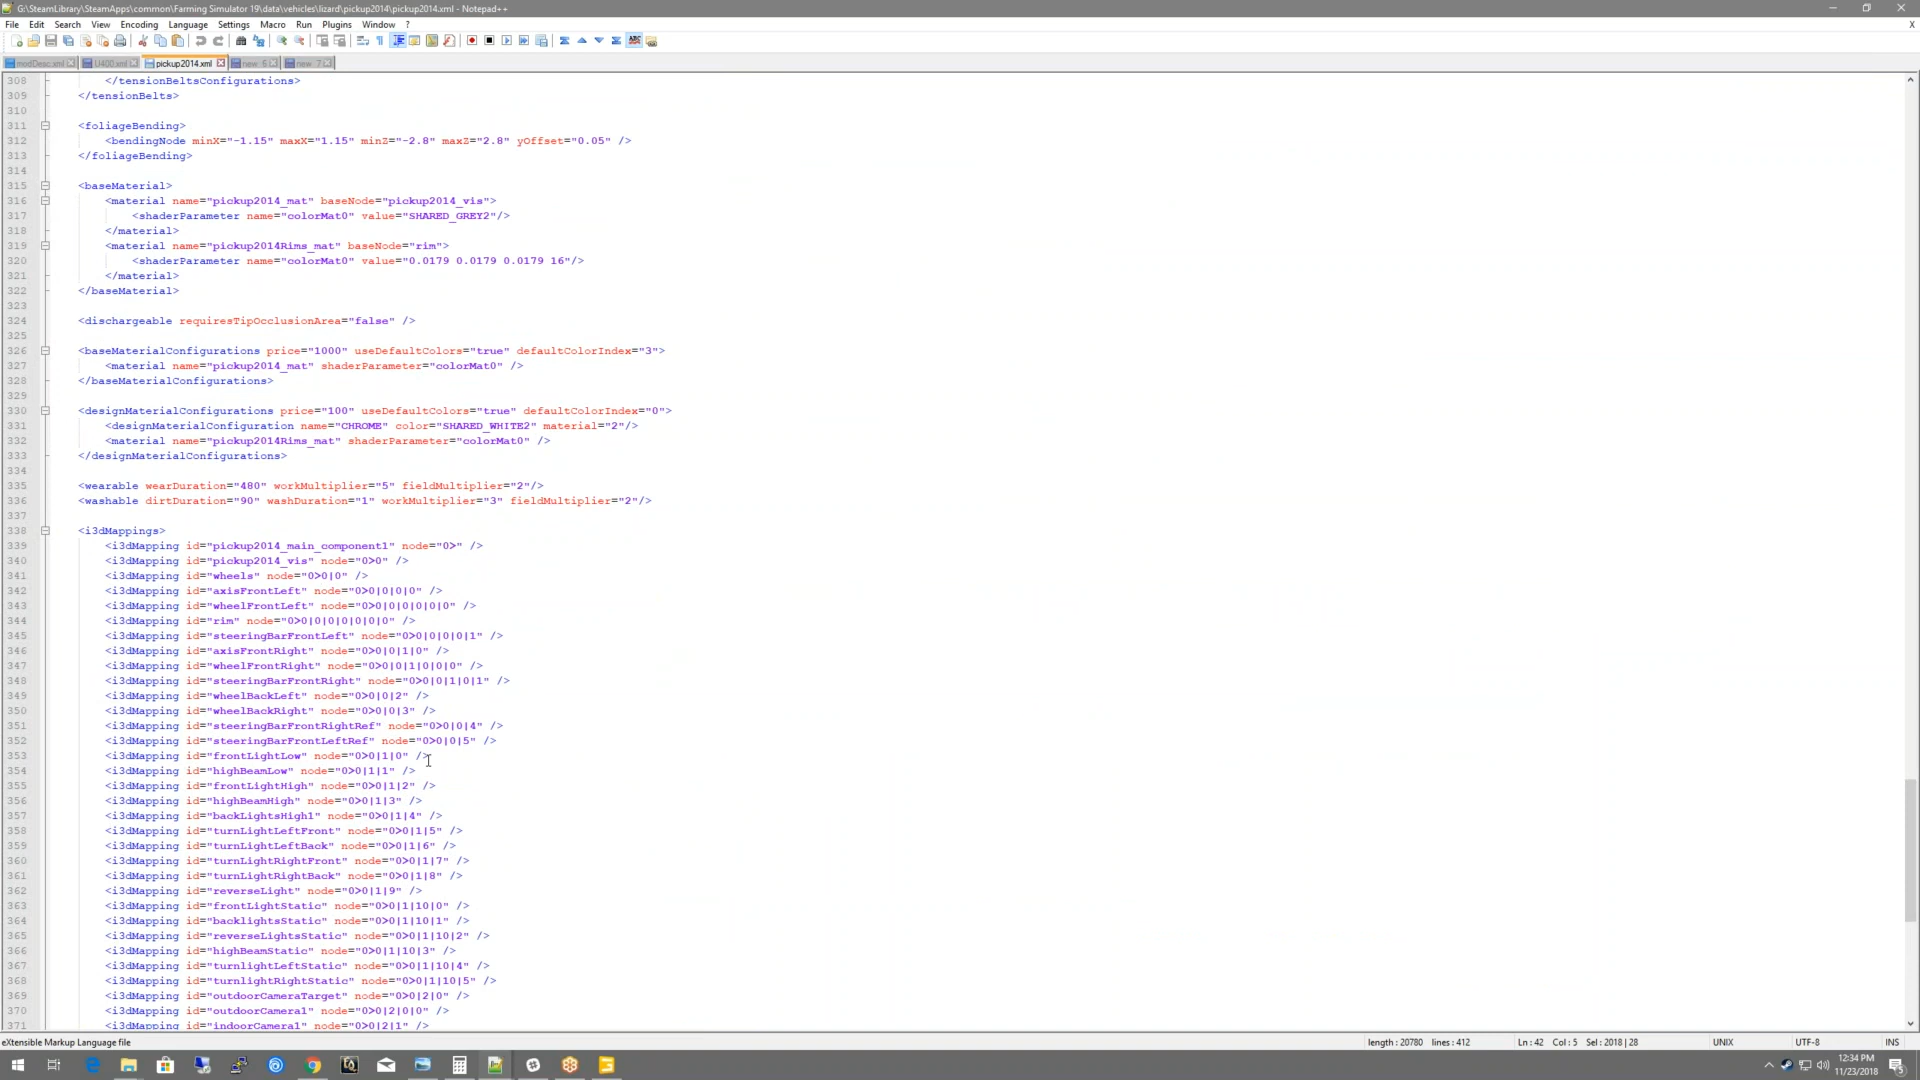 G:\SteamLibrary\SteamApps\common\Farming Simulator 19\data\vehicles\lizard\pickup2014\pickup2014.xml - Notepad++
File Edit Search View Encoding Language Settings Macro Run Plugins Window ? X
modDesc.xml U400.xml pickup2014.xml new 6 new 7
308 </tensionBeltsConfigurations>
309 </tensionBelts>
310
311 <foliageBending>
312 <bendingNode minX="-1.15" maxX="1.15" minZ="-2.8" maxZ="2.8" yOffset="0.05" />
313 </foliageBending>
314
315 <baseMaterial>
316 <material name="pickup2014_mat" baseNode="pickup2014_vis">
317 <shaderParameter name="colorMat0" value="SHARED_GREY2"/>
318 </material>
319 <material name="pickup2014Rims_mat" baseNode="rim">
320 <shaderParameter name="colorMat0" value="0.0179 0.0179 0.0179 16"/>
321 </material>
322 </baseMaterial>
323
324 <dischargeable requiresTipOcclusionArea="false" />
325
326 <baseMaterialConfigurations price="1000" useDefaultColors="true" defaultColorIndex="3">
327 <material name="pickup2014_mat" shaderParameter="colorMat0" />
328 </baseMaterialConfigurations>
329
330 <designMaterialConfigurations price="100" useDefaultColors="true" defaultColorIndex="0">
331 <designMaterialConfiguration name="CHROME" color="SHARED_WHITE2" material="2"/>
332 <material name="pickup2014Rims_mat" shaderParameter="colorMat0" />
333 </designMaterialConfigurations>
334
335 <wearable wearDuration="480" workMultiplier="5" fieldMultiplier="2"/>
336 <washable dirtDuration="90" washDuration="1" workMultiplier="3" fieldMultiplier="2"/>
337
338 <i3dMappings>
339 <i3dMapping id="pickup2014_main_component1" node="0>" />
340 <i3dMapping id="pickup2014_vis" node="0>0" />
341 <i3dMapping id="wheels" node="0>0|0" />
342 <i3dMapping id="axisFrontLeft" node="0>0|0|0|0" />
343 <i3dMapping id="wheelFrontLeft" node="0>0|0|0|0|0|0" />
344 <i3dMapping id="rim" node="0>0|0|0|0|0|0|0" />
345 <i3dMapping id="steeringBarFrontLeft" node="0>0|0|0|0|1" />
346 <i3dMapping id="axisFrontRight" node="0>0|0|1|0" />
347 <i3dMapping id="wheelFrontRight" node="0>0|0|1|0|0|0" />
348 <i3dMapping id="steeringBarFrontRight" node="0>0|0|1|0|1" />
349 <i3dMapping id="wheelBackLeft" node="0>0|0|2" />
350 <i3dMapping id="wheelBackRight" node="0>0|0|3" />
351 <i3dMapping id="steeringBarFrontRightRef" node="0>0|0|4" />
352 <i3dMapping id="steeringBarFrontLeftRef" node="0>0|0|5" />
353 <i3dMapping id="frontLightLow" node="0>0|1|0" />
354 <i3dMapping id="highBeamLow" node="0>0|1|1" />
355 <i3dMapping id="frontLightHigh" node="0>0|1|2" />
356 <i3dMapping id="highBeamHigh" node="0>0|1|3" />
357 <i3dMapping id="backLightsHigh1" node="0>0|1|4" />
358 <i3dMapping id="turnLightLeftFront" node="0>0|1|5" />
359 <i3dMapping id="turnLightLeftBack" node="0>0|1|6" />
360 <i3dMapping id="turnLightRightFront" node="0>0|1|7" />
361 <i3dMapping id="turnLightRightBack" node="0>0|1|8" />
362 <i3dMapping id="reverseLight" node="0>0|1|9" />
363 <i3dMapping id="frontLightStatic" node="0>0|1|10|0" />
364 <i3dMapping id="backlightsStatic" node="0>0|1|10|1" />
365 <i3dMapping id="reverseLightsStatic" node="0>0|1|10|2" />
366 <i3dMapping id="highBeamStatic" node="0>0|1|10|3" />
367 <i3dMapping id="turnlightLeftStatic" node="0>0|1|10|4" />
368 <i3dMapping id="turnlightRightStatic" node="0>0|1|10|5" />
369 <i3dMapping id="outdoorCameraTarget" node="0>0|2|0" />
370 <i3dMapping id="outdoorCamera1" node="0>0|2|0|0" />
371 <i3dMapping id="indoorCamera1" node="0>0|2|1" />
eXtensible Markup Language file length : 20780 lines : 412 Ln : 42 Col : 5 Sel : 2018 | 28 UNIX UTF-8 INS
12:34 PM
11/23/2018